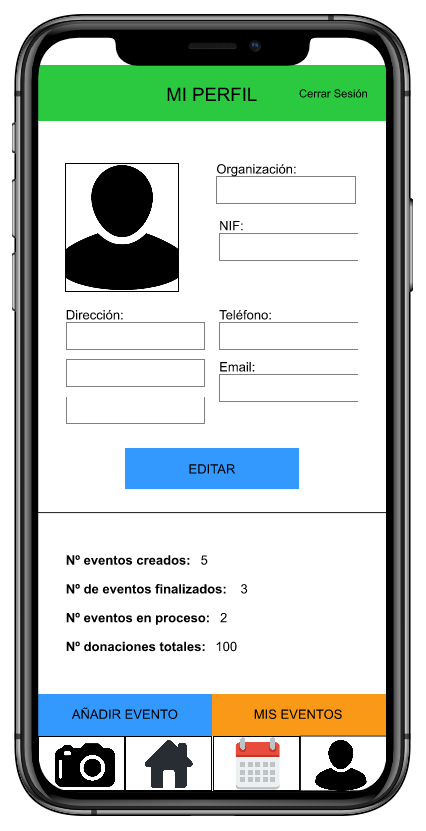 MI PERFIL
Cerrar Sesión
Organización:
NIF:
Dirección:
Teléfono:
Email:
EDITAR
Nº eventos creados: 5
Nº de eventos finalizados: 3
Nº eventos en proceso: 2
Nº donaciones totales: 100
AÑADIR EVENTO
MIS EVENTOS